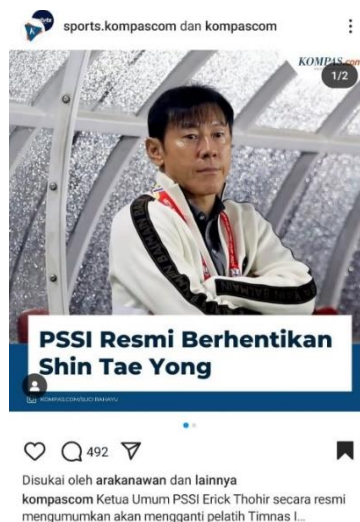 sports.kompascom dan kompascom
KOMPAS.com
1/2
PSSI Resmi Berhentikan
Shin Tae Yong
KOMPAS.COM/SUCI RAHAYU
492
Disukai oleh arakanawan dan lainnya
kompascom Ketua Umum PSSI Erick Thohir secara resmi
mengumumkan akan mengganti pelatih Timnas I...